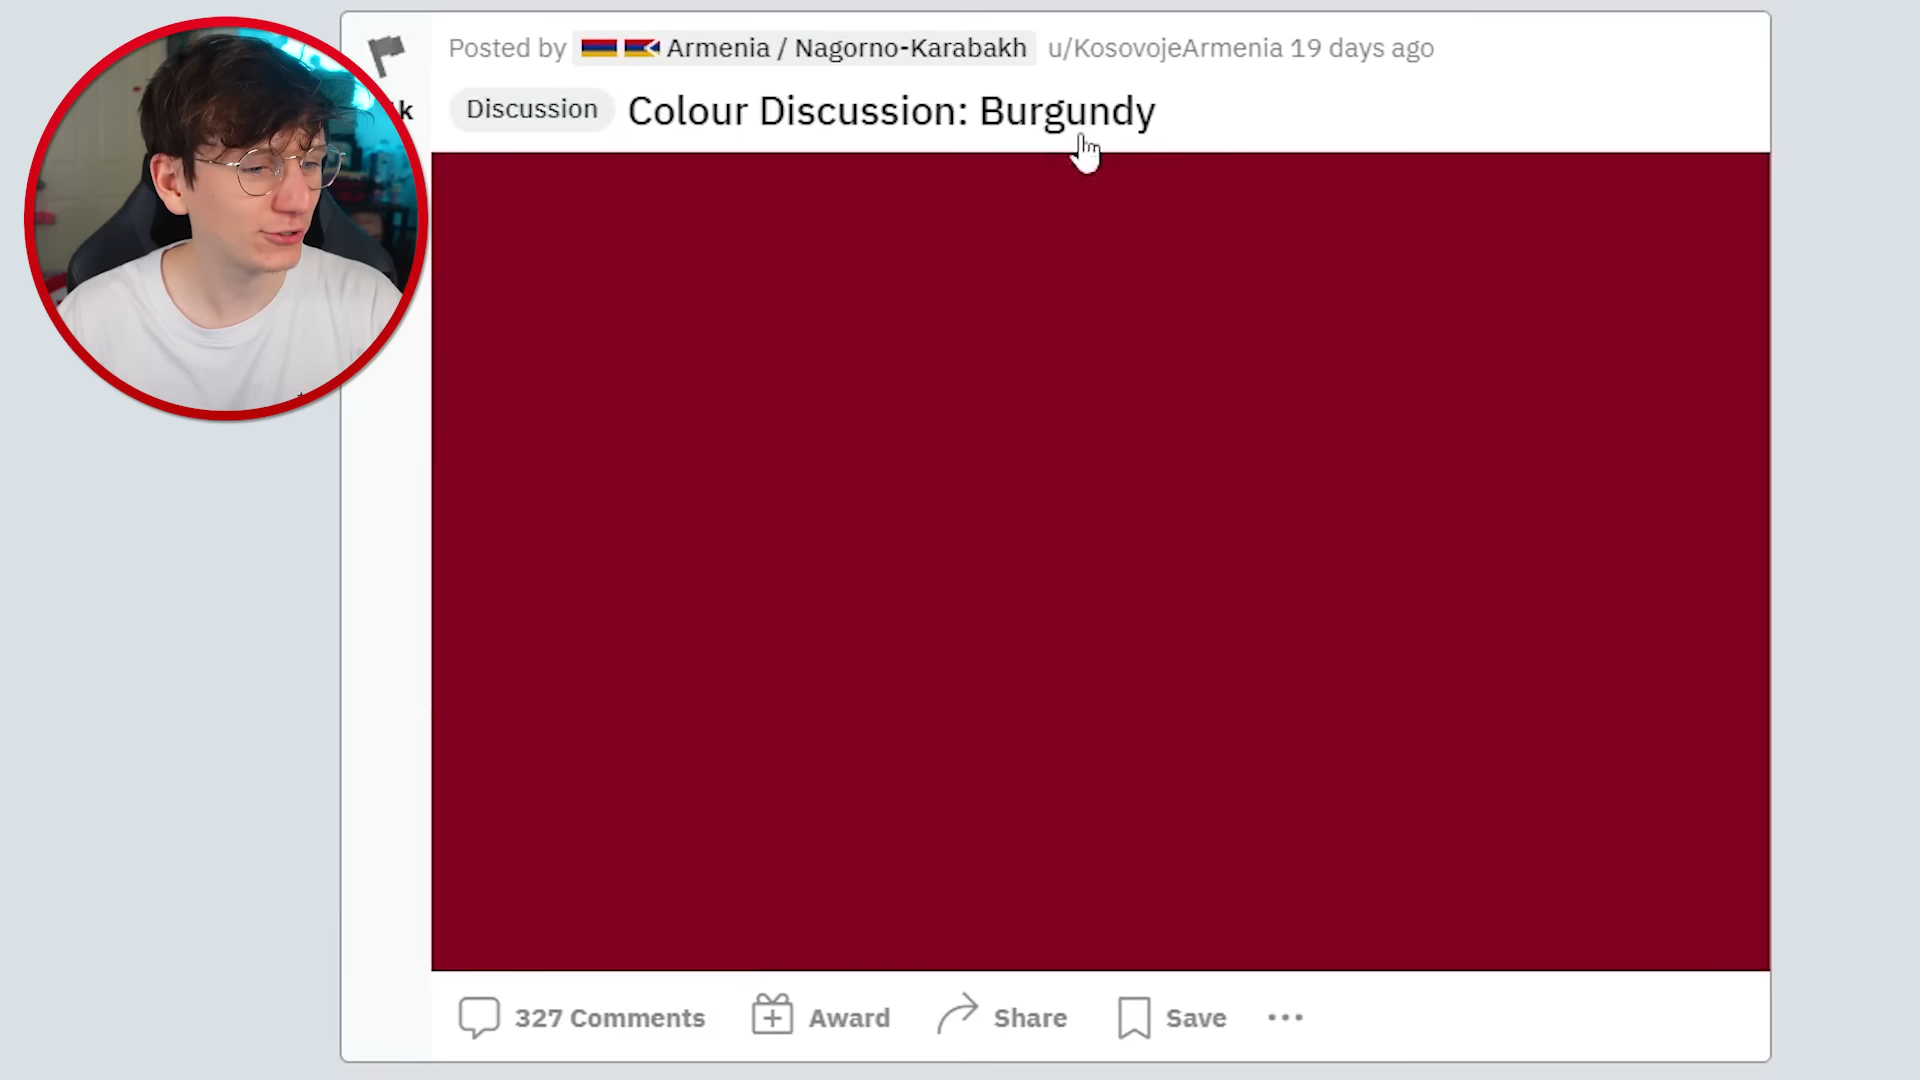 Posted by Armenia / Nagorno-Karabakh u/KosovojeArmenia 19 days ago
k
Discussion Colour Discussion: Burgundy
327 Comments Award Share Save